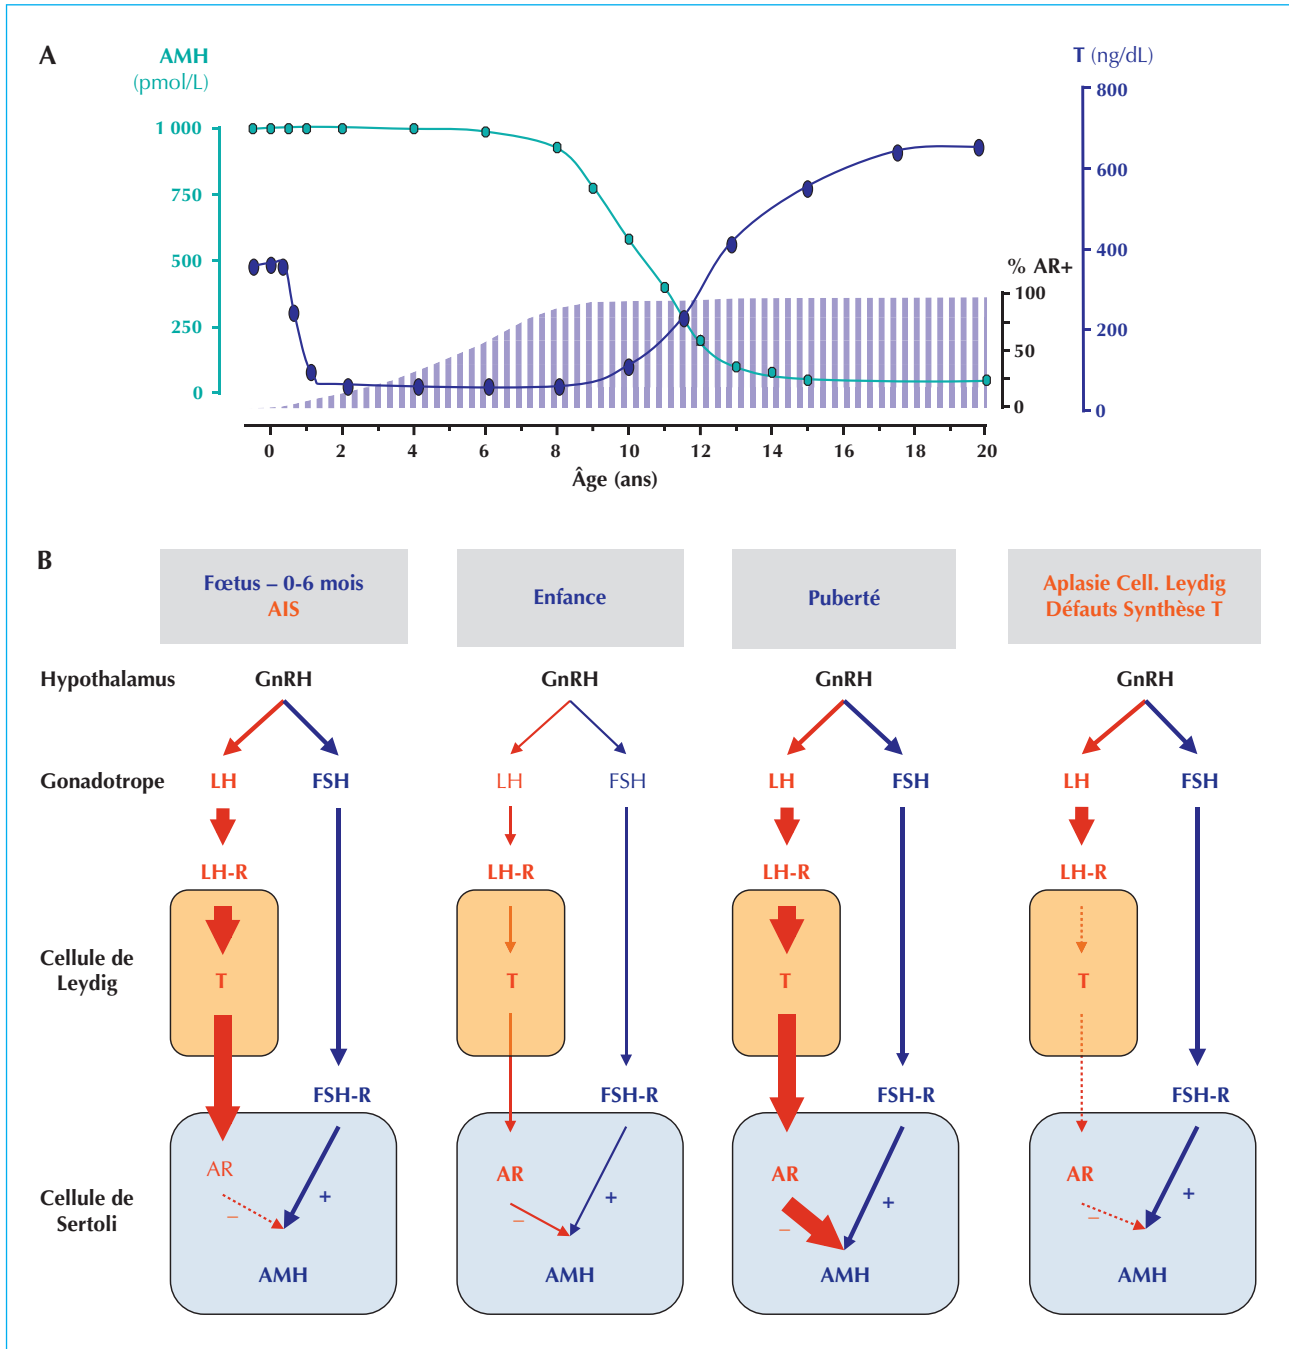 A
AMH
(pmol/L)
T (ng/dL)
1 000
750
500
250
0
800
600
400
200
0
% AR+
100
50
0
0 2 4 6 8 10 12 14 16 18 20
Âge (ans)
B
Fœtus – 0-6 mois
AIS
Enfance
Puberté
Aplasie Cell. Leydig
Défauts Synthèse T
Hypothalamus GnRH GnRH GnRH GnRH
Gonadotrope LH FSH LH FSH LH FSH LH FSH
LH-R LH-R LH-R LH-R
Cellule de
Leydig
T T T T
FSH-R FSH-R FSH-R FSH-R
AR AR AR AR
Cellule de
Sertoli
– + – + – + – +
AMH AMH AMH AMH